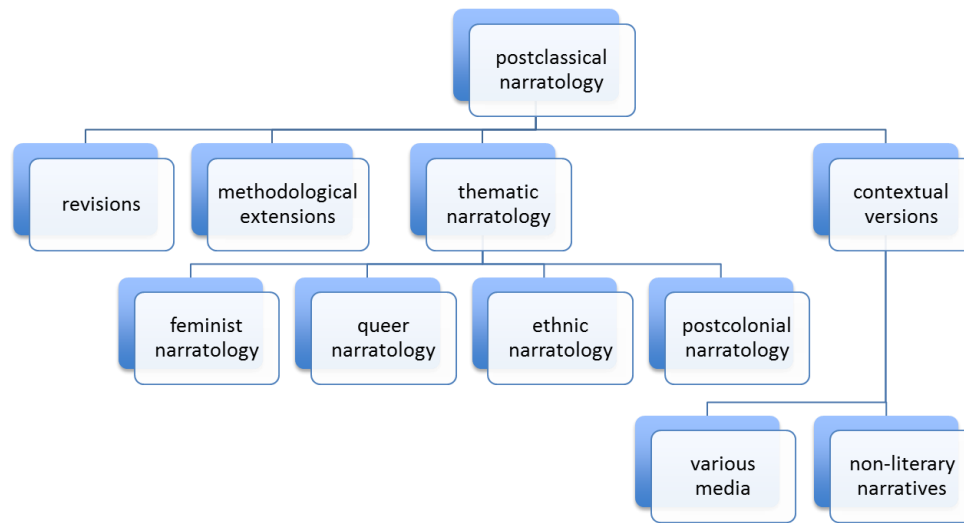 postclassical
narratology
revisions
methodological
extensions
thematic
narratology
contextual
versions
feminist
narratology
queer
narratology
ethnic
narratology
postcolonial
narratology
various
media
non-literary
narratives